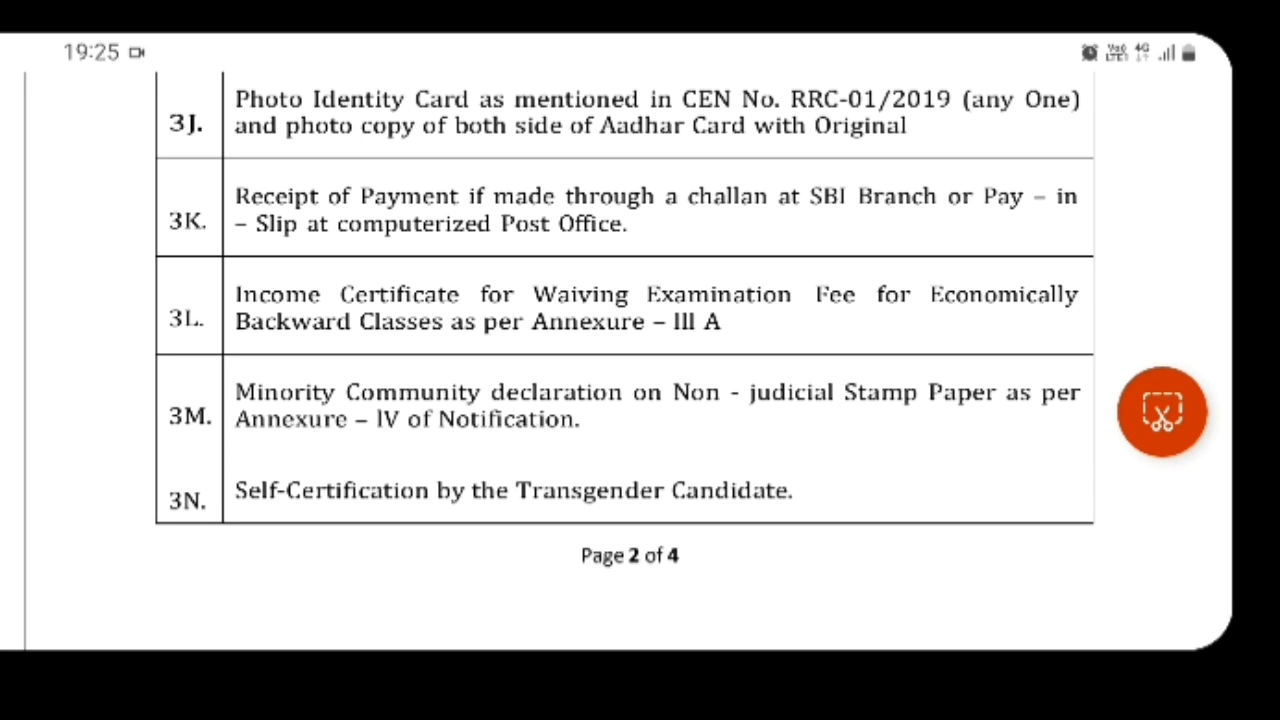 19:25
Vo) 4G
LTE1
Photo Identity Card as mentioned in CEN No. RRC-01/2019 (any One)
3J. and photo copy of both side of Aadhar Card with Original
Receipt of Payment if made through a challan at SBI Branch or Pay – in
3K. – Slip at computerized Post Office.
Income Certificate for Waiving Examination Fee for Economically
3L. Backward Classes as per Annexure – III A
Minority Community declaration on Non - judicial Stamp Paper as per
3M. Annexure – IV of Notification.
3N. Self-Certification by the Transgender Candidate.
Page 2 of 4